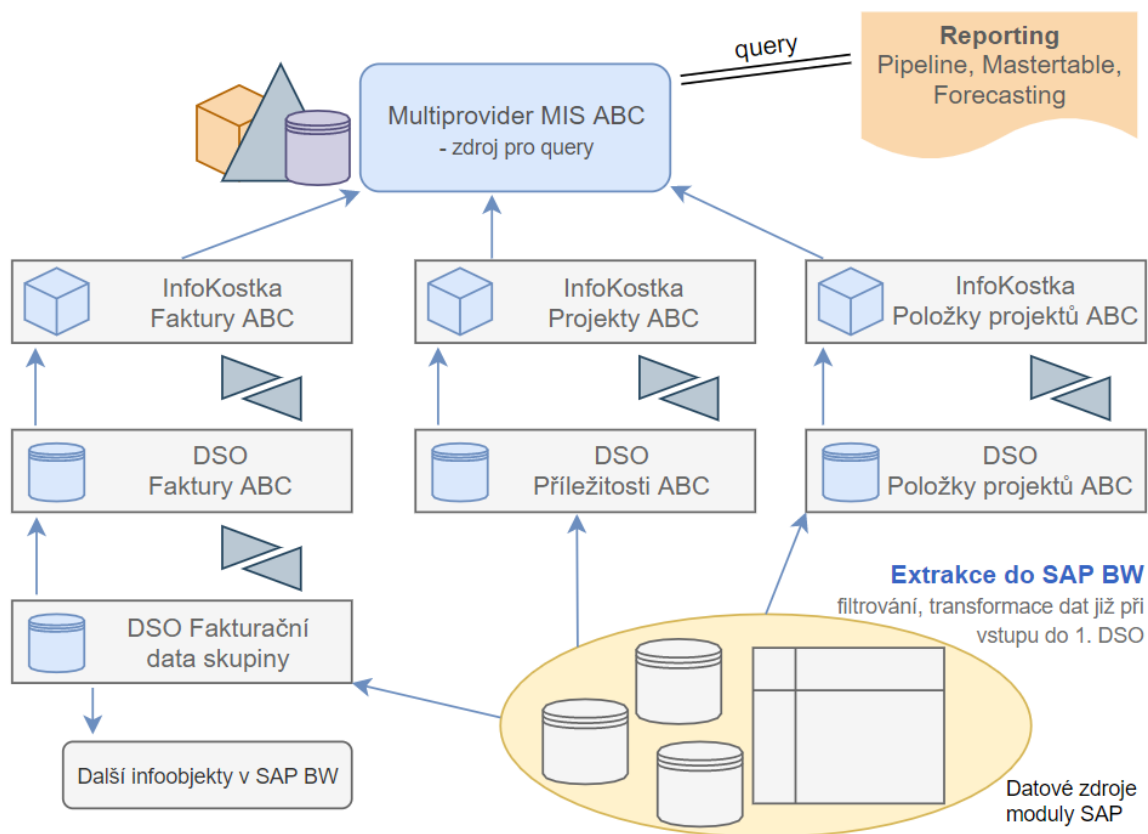 query
Reporting
Pipeline, Mastertable,
Forecasting
Multiprovider MIS ABC
- zdroj pro query
InfoKostka
Faktury ABC
InfoKostka
Projekty ABC
InfoKostka
Položky projektů ABC
DSO
Faktury ABC
DSO
Příležitosti ABC
DSO
Položky projektů ABC
Extrakce do SAP BW
filtrování, transformace dat již při
vstupu do 1. DSO
DSO Fakturační
data skupiny
Další infoobjekty v SAP BW
Datové zdroje
moduly SAP